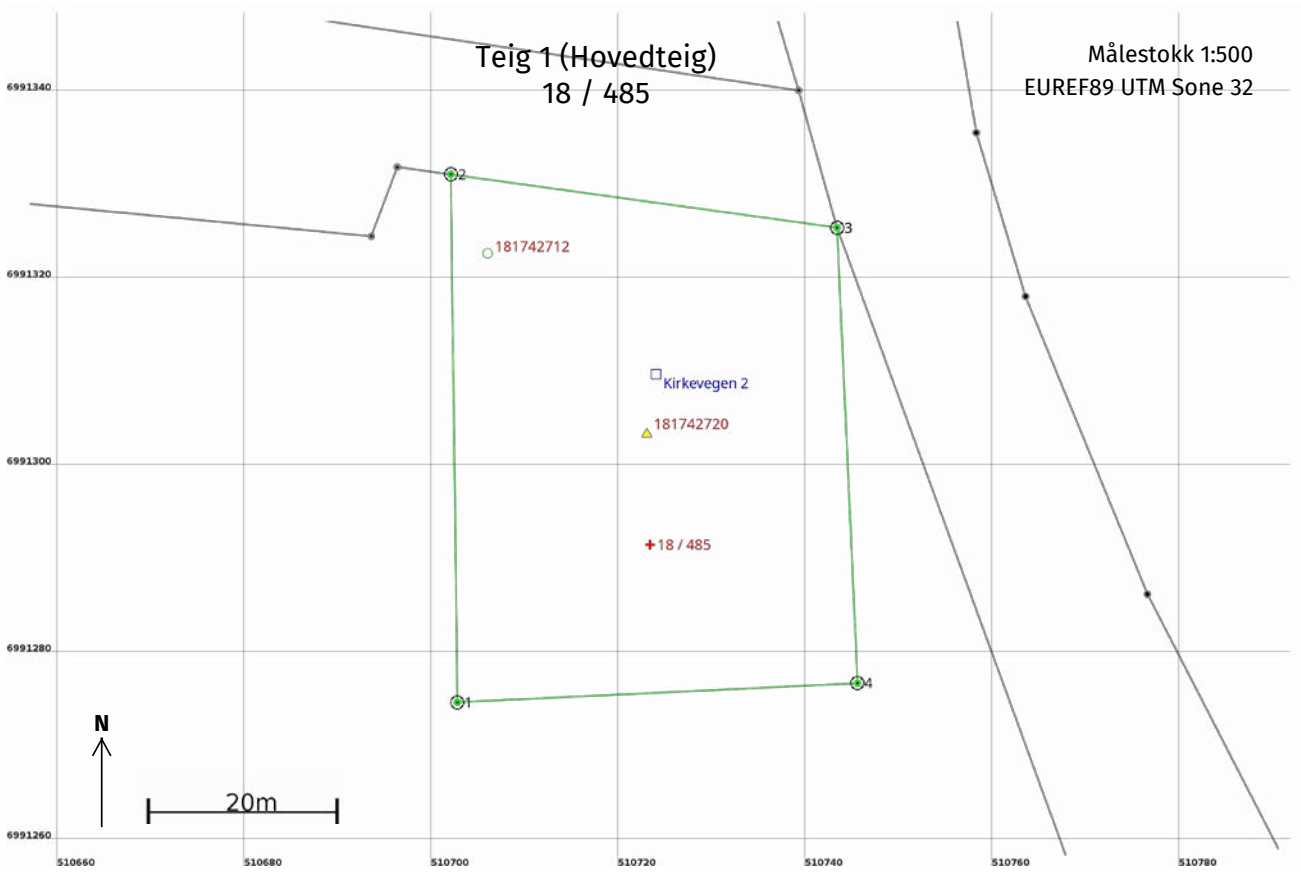 Teig 1 (Hovedteig)
18 / 485
Målestokk 1:500
EUREF89 UTM Sone 32
6991340
2
3
181742712
6991320
Kirkevegen 2
181742720
6991300
18 / 485
6991280
4
1
N
20m
6991260
510660
510680
510700
510720
510740
510760
510780